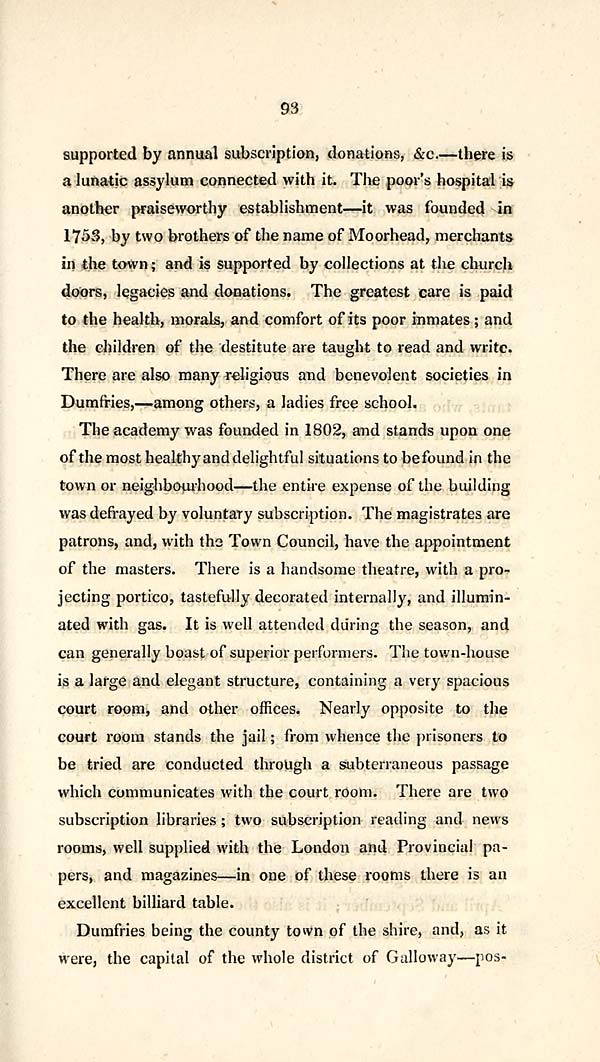 93
supported by annual subscription, donations, &c.—there is
a lunatic assylum connected with it. The poor's hospital is
another praiseworthy establishment—it was founded in
1753, by two brothers of the name of Moorhead, merchants
in the town; and is supported by collections at the church
doors, legacies and donations. The greatest care is paid
to the health, morals, and comfort of its poor inmates; and
the children of the destitute are taught to read and write.
There are also many religious and benevolent societies in
Dumfries,—among others, a ladies free school.
The academy was founded in 1802, and stands upon one
of the most healthy and delightful situations to be found in the
town or neighbourhood—the entire expense of the building
was defrayed by voluntary subscription. The magistrates are
patrons, and, with the Town Council, have the appointment
of the masters. There is a handsome theatre, with a pro-
jecting portico, tastefully decorated internally, and illumin-
ated with gas. It is well attended during the season, and
can generally boast of superior performers. The town-house
is a large and elegant structure, containing a very spacious
court room, and other offices. Nearly opposite to the
court room stands the jail; from whence the prisoners to
be tried are conducted through a subterraneous passage
which communicates with the court room. There are two
subscription libraries; two subscription reading and news
rooms, well supplied with the London and Provincial pa-
pers, and magazines—in one of these rooms there is an
excellent billiard table.
Dumfries being the county town of the shire, and, as it
were, the capital of the whole district of Galloway—pos-